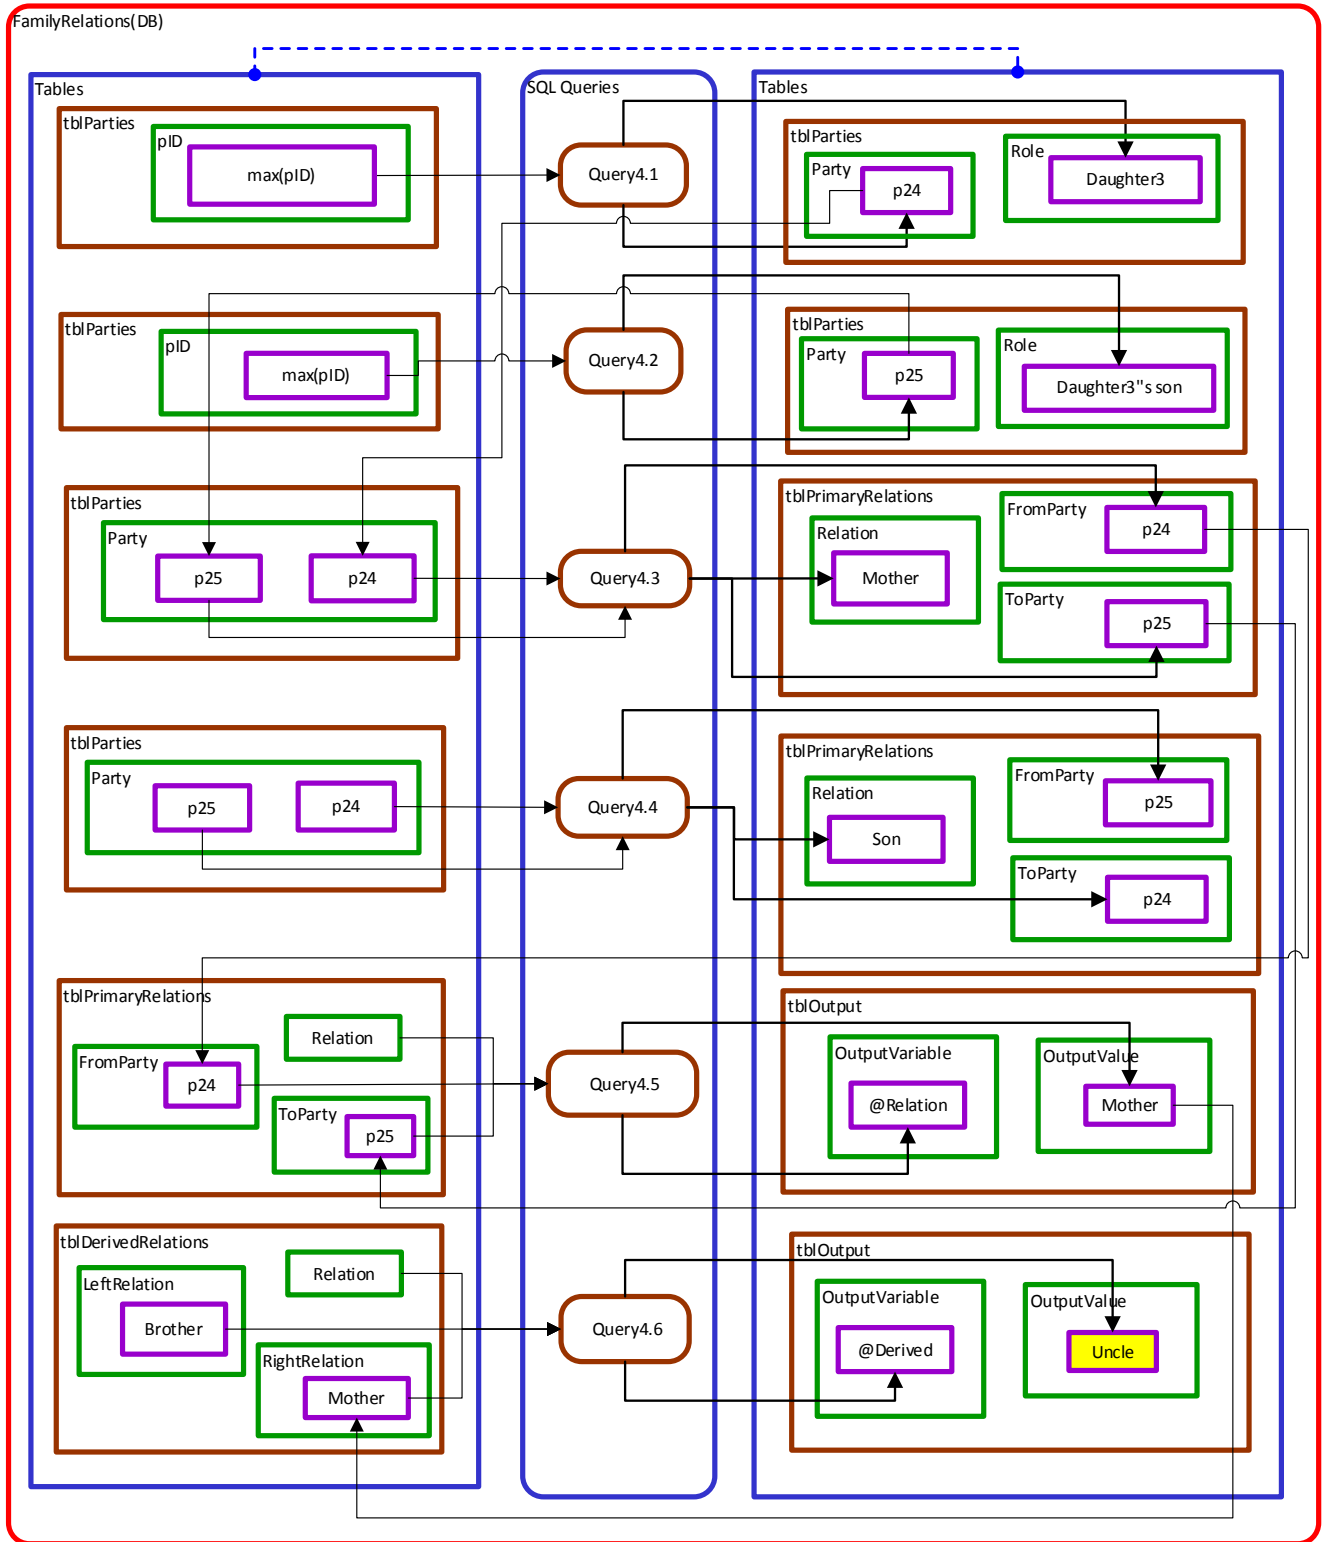 FamilyRelations(DB)
Tables
SQL Queries
Tables
tblParties
pID
max(pID)
Query4.1
tblParties
Party
p24
Role
Daughter3
tblParties
pID
max(pID)
Query4.2
tblParties
Party
p25
Role
Daughter3"s son
tblParties
Party
p25
p24
Query4.3
tblPrimaryRelations
Relation
Mother
FromParty
p24
ToParty
p25
tblParties
Party
p25
p24
Query4.4
tblPrimaryRelations
Relation
Son
FromParty
p25
ToParty
p24
tblPrimaryRelations
Relation
FromParty
p24
ToParty
p25
Query4.5
tblOutput
OutputVariable
@Relation
OutputValue
Mother
tblDerivedRelations
Relation
LeftRelation
Brother
RightRelation
Mother
Query4.6
tblOutput
OutputVariable
@Derived
OutputValue
Uncle